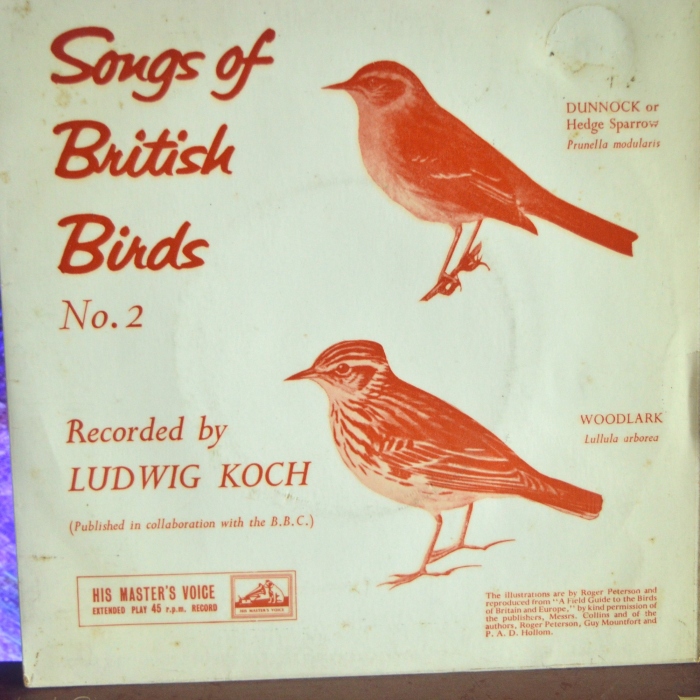 Songs of
British
Birds
No. 2
DUNNOCK or
Hedge Sparrow
Prunella modularis
WOODLARK
Lullula arborea
Recorded by
LUDWIG KOCH
(Published in collaboration with the B.B.C.)
HIS MASTER'S VOICE
EXTENDED PLAY 45 r.p.m. RECORD
HIS MASTER'S VOICE
The illustrations are by Roger Peterson and
reproduced from "A Field Guide to the Birds
of Britain and Europe," by kind permission of
the publishers, Messrs. Collins and of the
authors, Roger Peterson, Guy Mountfort and
P. A. D. Hollom.